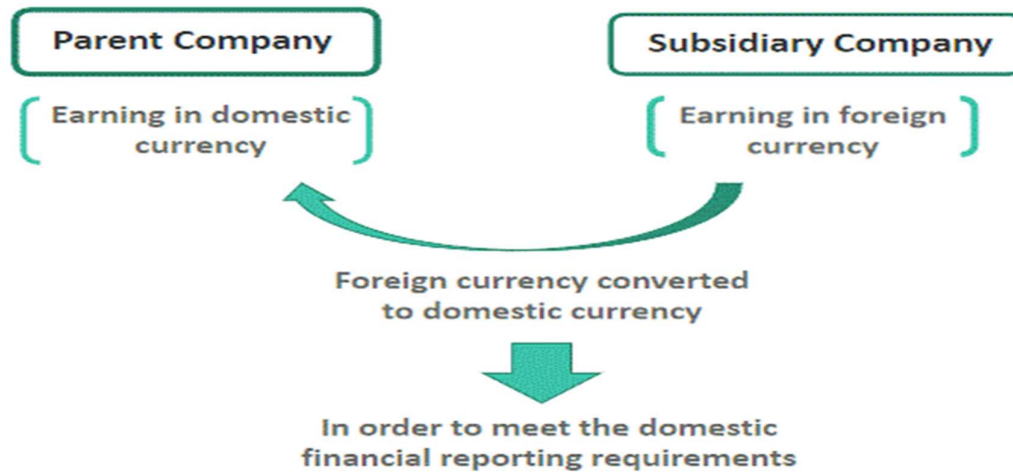 Parent Company
Subsidiary Company
Earning in domestic
currency
Earning in foreign
currency
Foreign currency converted
to domestic currency
In order to meet the domestic
financial reporting requirements